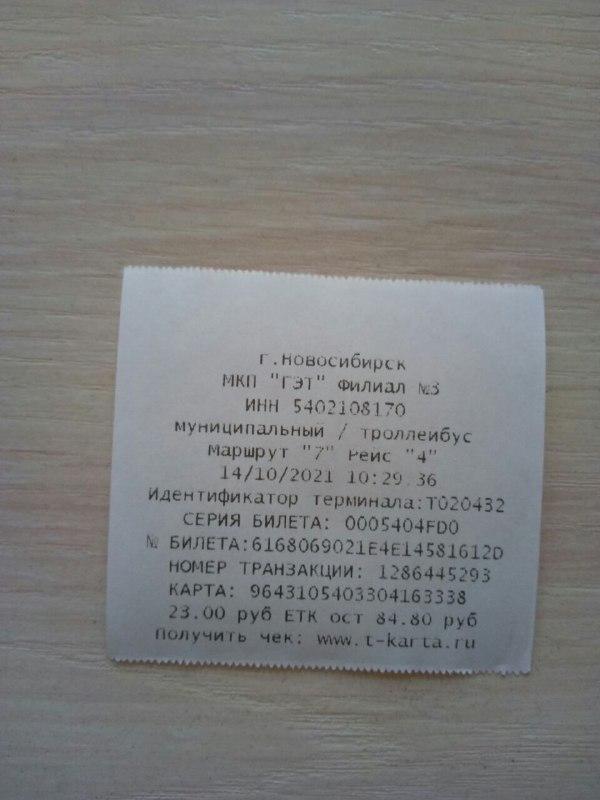 г.Новосибирск
МКП "ГЭТ" Филиал №3
ИНН 5402108170
муниципальный / троллейбус
Маршрут "7" Рейс "4"
14/10/2021 10:29:36
Идентификатор терминала:T020432
СЕРИЯ БИЛЕТА: 0005404FD0
№ БИЛЕТА:6168069021E4E14581612D
НОМЕР ТРАНЗАКЦИИ: 1286445293
КАРТА: 9643105403304163338
23.00 руб ЕТК ост 84.80 руб
Получить чек: www.t-karta.ru